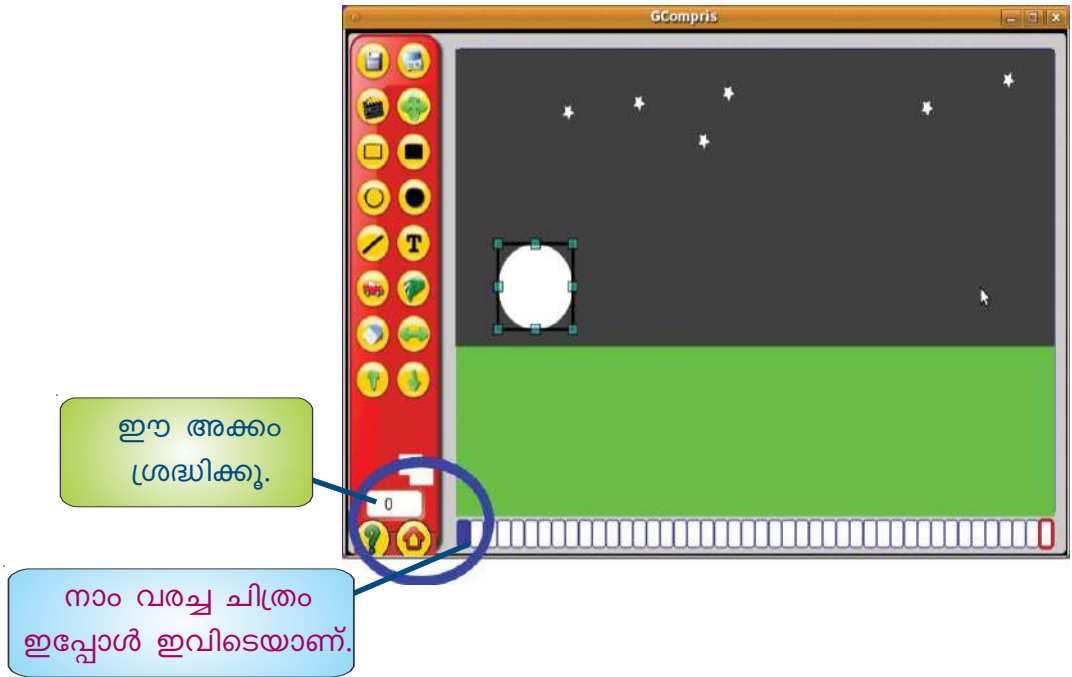 GCompris
T
ഈ അക്കം
ശ്രദ്ധിക്കൂ.
0
?
നാം വരച്ച ചിത്രം
ഇപ്പോൾ ഇവിടെയാണ്.